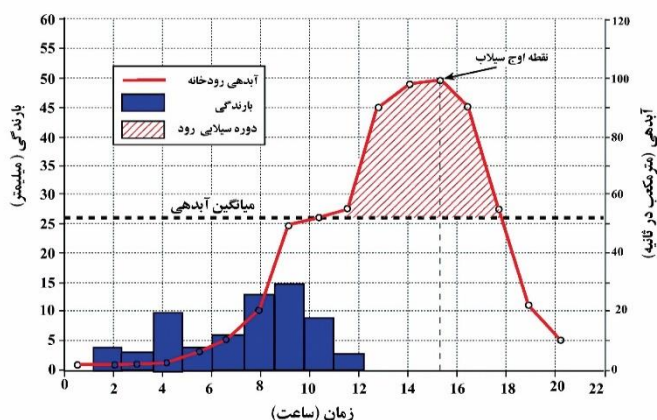 60
55
50
45
40
35
30
25
20
15
10
5
0
بارندگی (میلیمتر)
120
100
80
60
40
20
0
آبدهی (مترمکعب در ثانیه)
نقطه اوج سیلاب
آبدهی رودخانه
بارندگی
دوره سیلابی رود
میانگین آبدهی
0 2 4 6 8 10 12 14 16 18 20 22
زمان (ساعت)